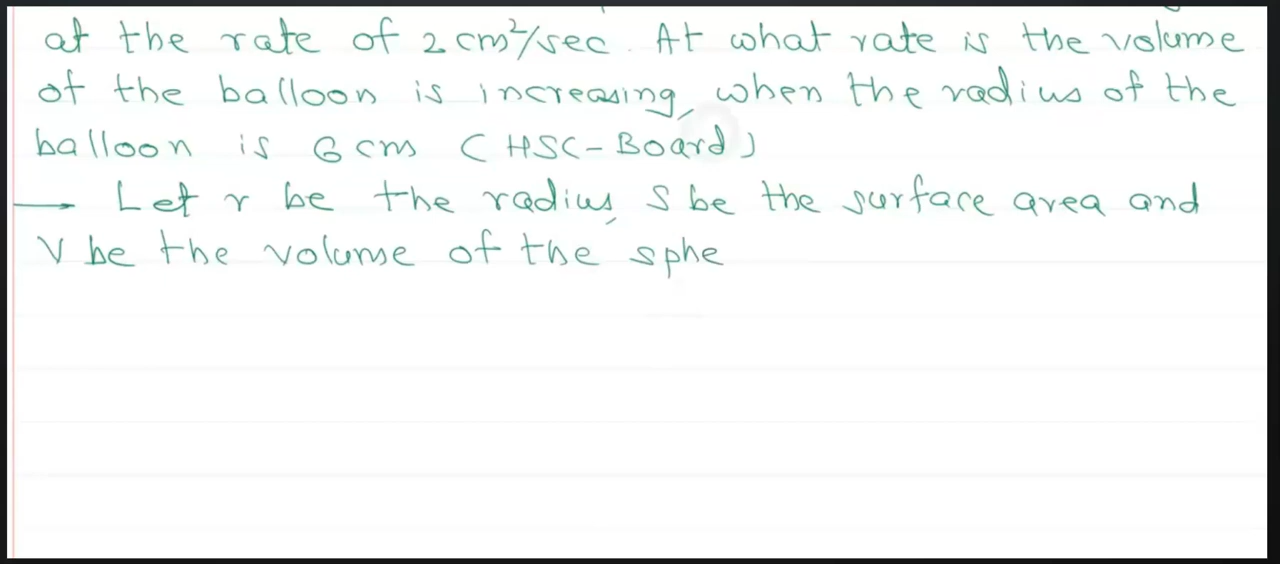 at the rate of 2 cm²/sec. At what rate is the volume
of the balloon is increasing, when the radius of the
balloon is 6 cm (HSC-Board)
→ Let r be the radius, S be the surface area and
V be the volume of the sphe